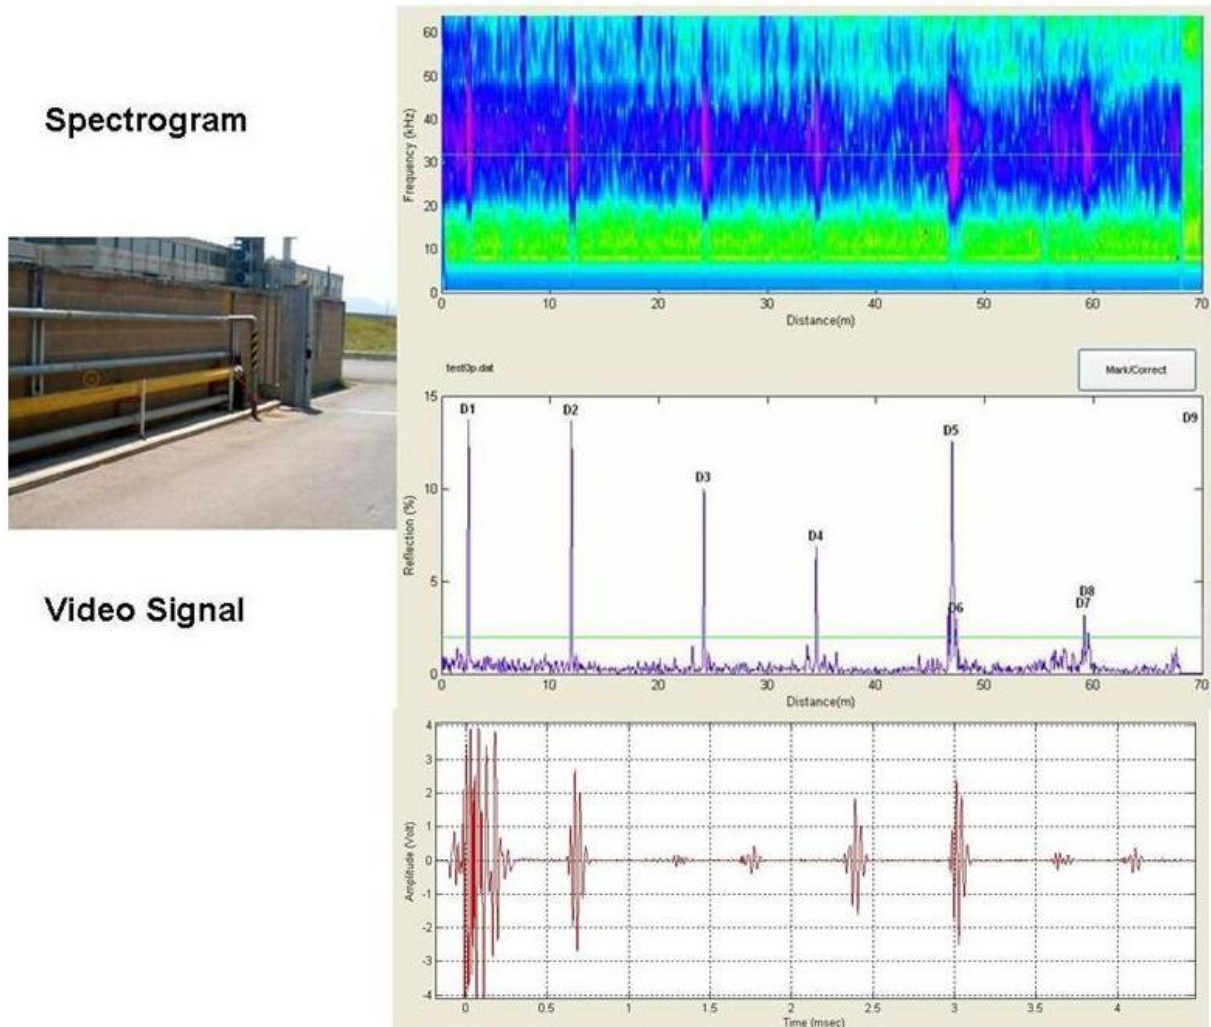 Spectrogram
Video Signal
60
50
40
30
20
10
0
Frequency (kHz)
0 10 20 30 40 50 60 70
Distance(m)
test0p.dat
Mark/Correct
15
10
5
0
Reflection (%)
D1
D2
D3
D4
D5
D6
D7
D8
D9
0 10 20 30 40 50 60 70
Distance(m)
4
3
2
1
0
-1
-2
-3
-4
Amplitude (Volt)
0 0.5 1 1.5 2 2.5 3 3.5 4
Time (msec)